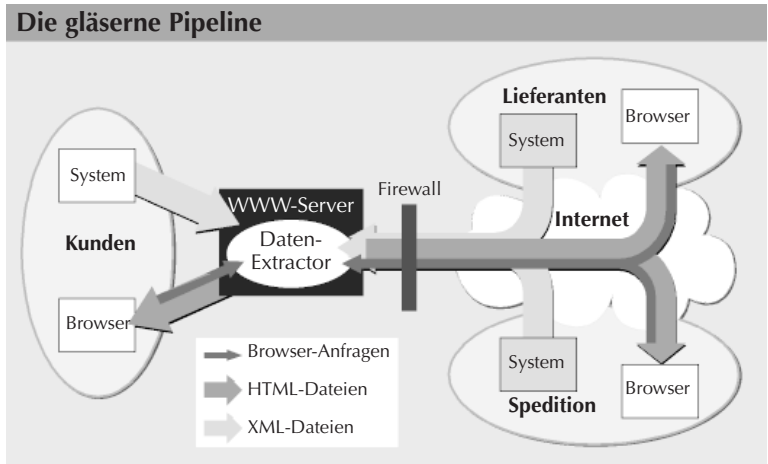 Die gläserne Pipeline
Lieferanten
Browser
System
System
Firewall
WWW-Server
Internet
Kunden
Daten-
Extractor
Browser
Browser-Anfragen
System
HTML-Dateien
Browser
Spedition
XML-Dateien